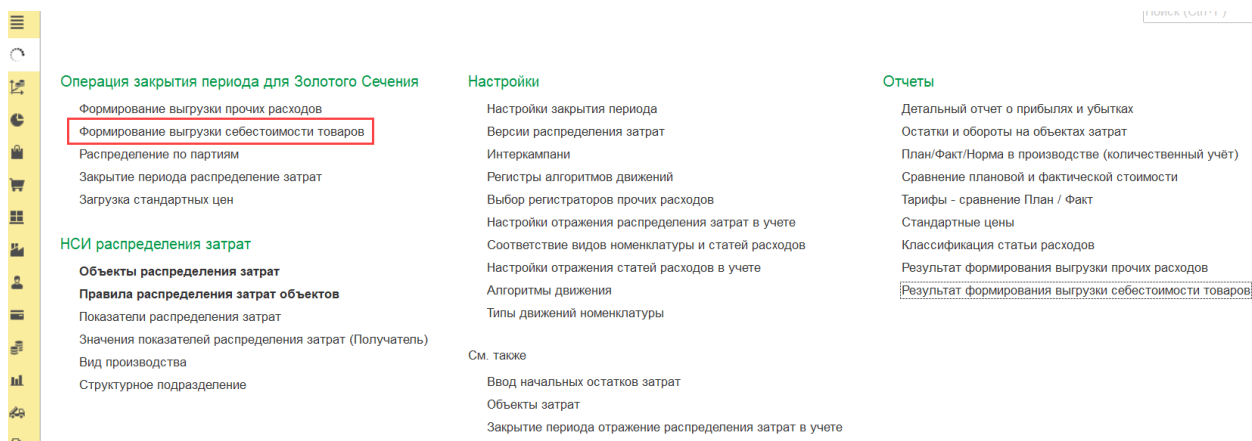 Поиск (Ctrl+F)
Операция закрытия периода для Золотого Сечения
Формирование выгрузки прочих расходов
Формирование выгрузки себестоимости товаров
Распределение по партиям
Закрытие периода распределение затрат
Загрузка стандартных цен
НСИ распределения затрат
Объекты распределения затрат
Правила распределения затрат объектов
Показатели распределения затрат
Значения показателей распределения затрат (Получатель)
Вид производства
Структурное подразделение
Настройки
Настройки закрытия периода
Версии распределения затрат
Интеркампани
Регистры алгоритмов движений
Выбор регистраторов прочих расходов
Настройки отражения распределения затрат в учете
Соответствие видов номенклатуры и статей расходов
Настройки отражения статей расходов в учете
Алгоритмы движения
Типы движений номенклатуры
См. также
Ввод начальных остатков затрат
Объекты затрат
Закрытие периода отражение распределения затрат в учете
Отчеты
Детальный отчет о прибылях и убытках
Остатки и обороты на объектах затрат
План/Факт/Норма в производстве (количественный учёт)
Сравнение плановой и фактической стоимости
Тарифы - сравнение План / Факт
Стандартные цены
Классификация статьи расходов
Результат формирования выгрузки прочих расходов
Результат формирования выгрузки себестоимости товаров